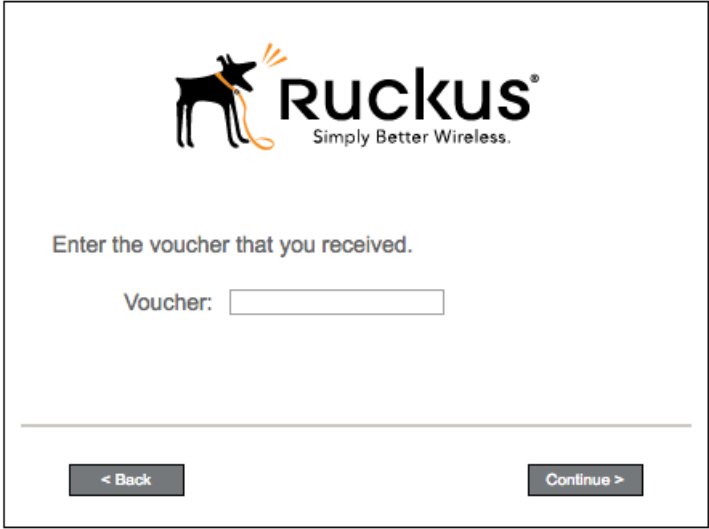 Ruckus®
Simply Better Wireless.
Enter the voucher that you received.
Voucher:
< Back
Continue >